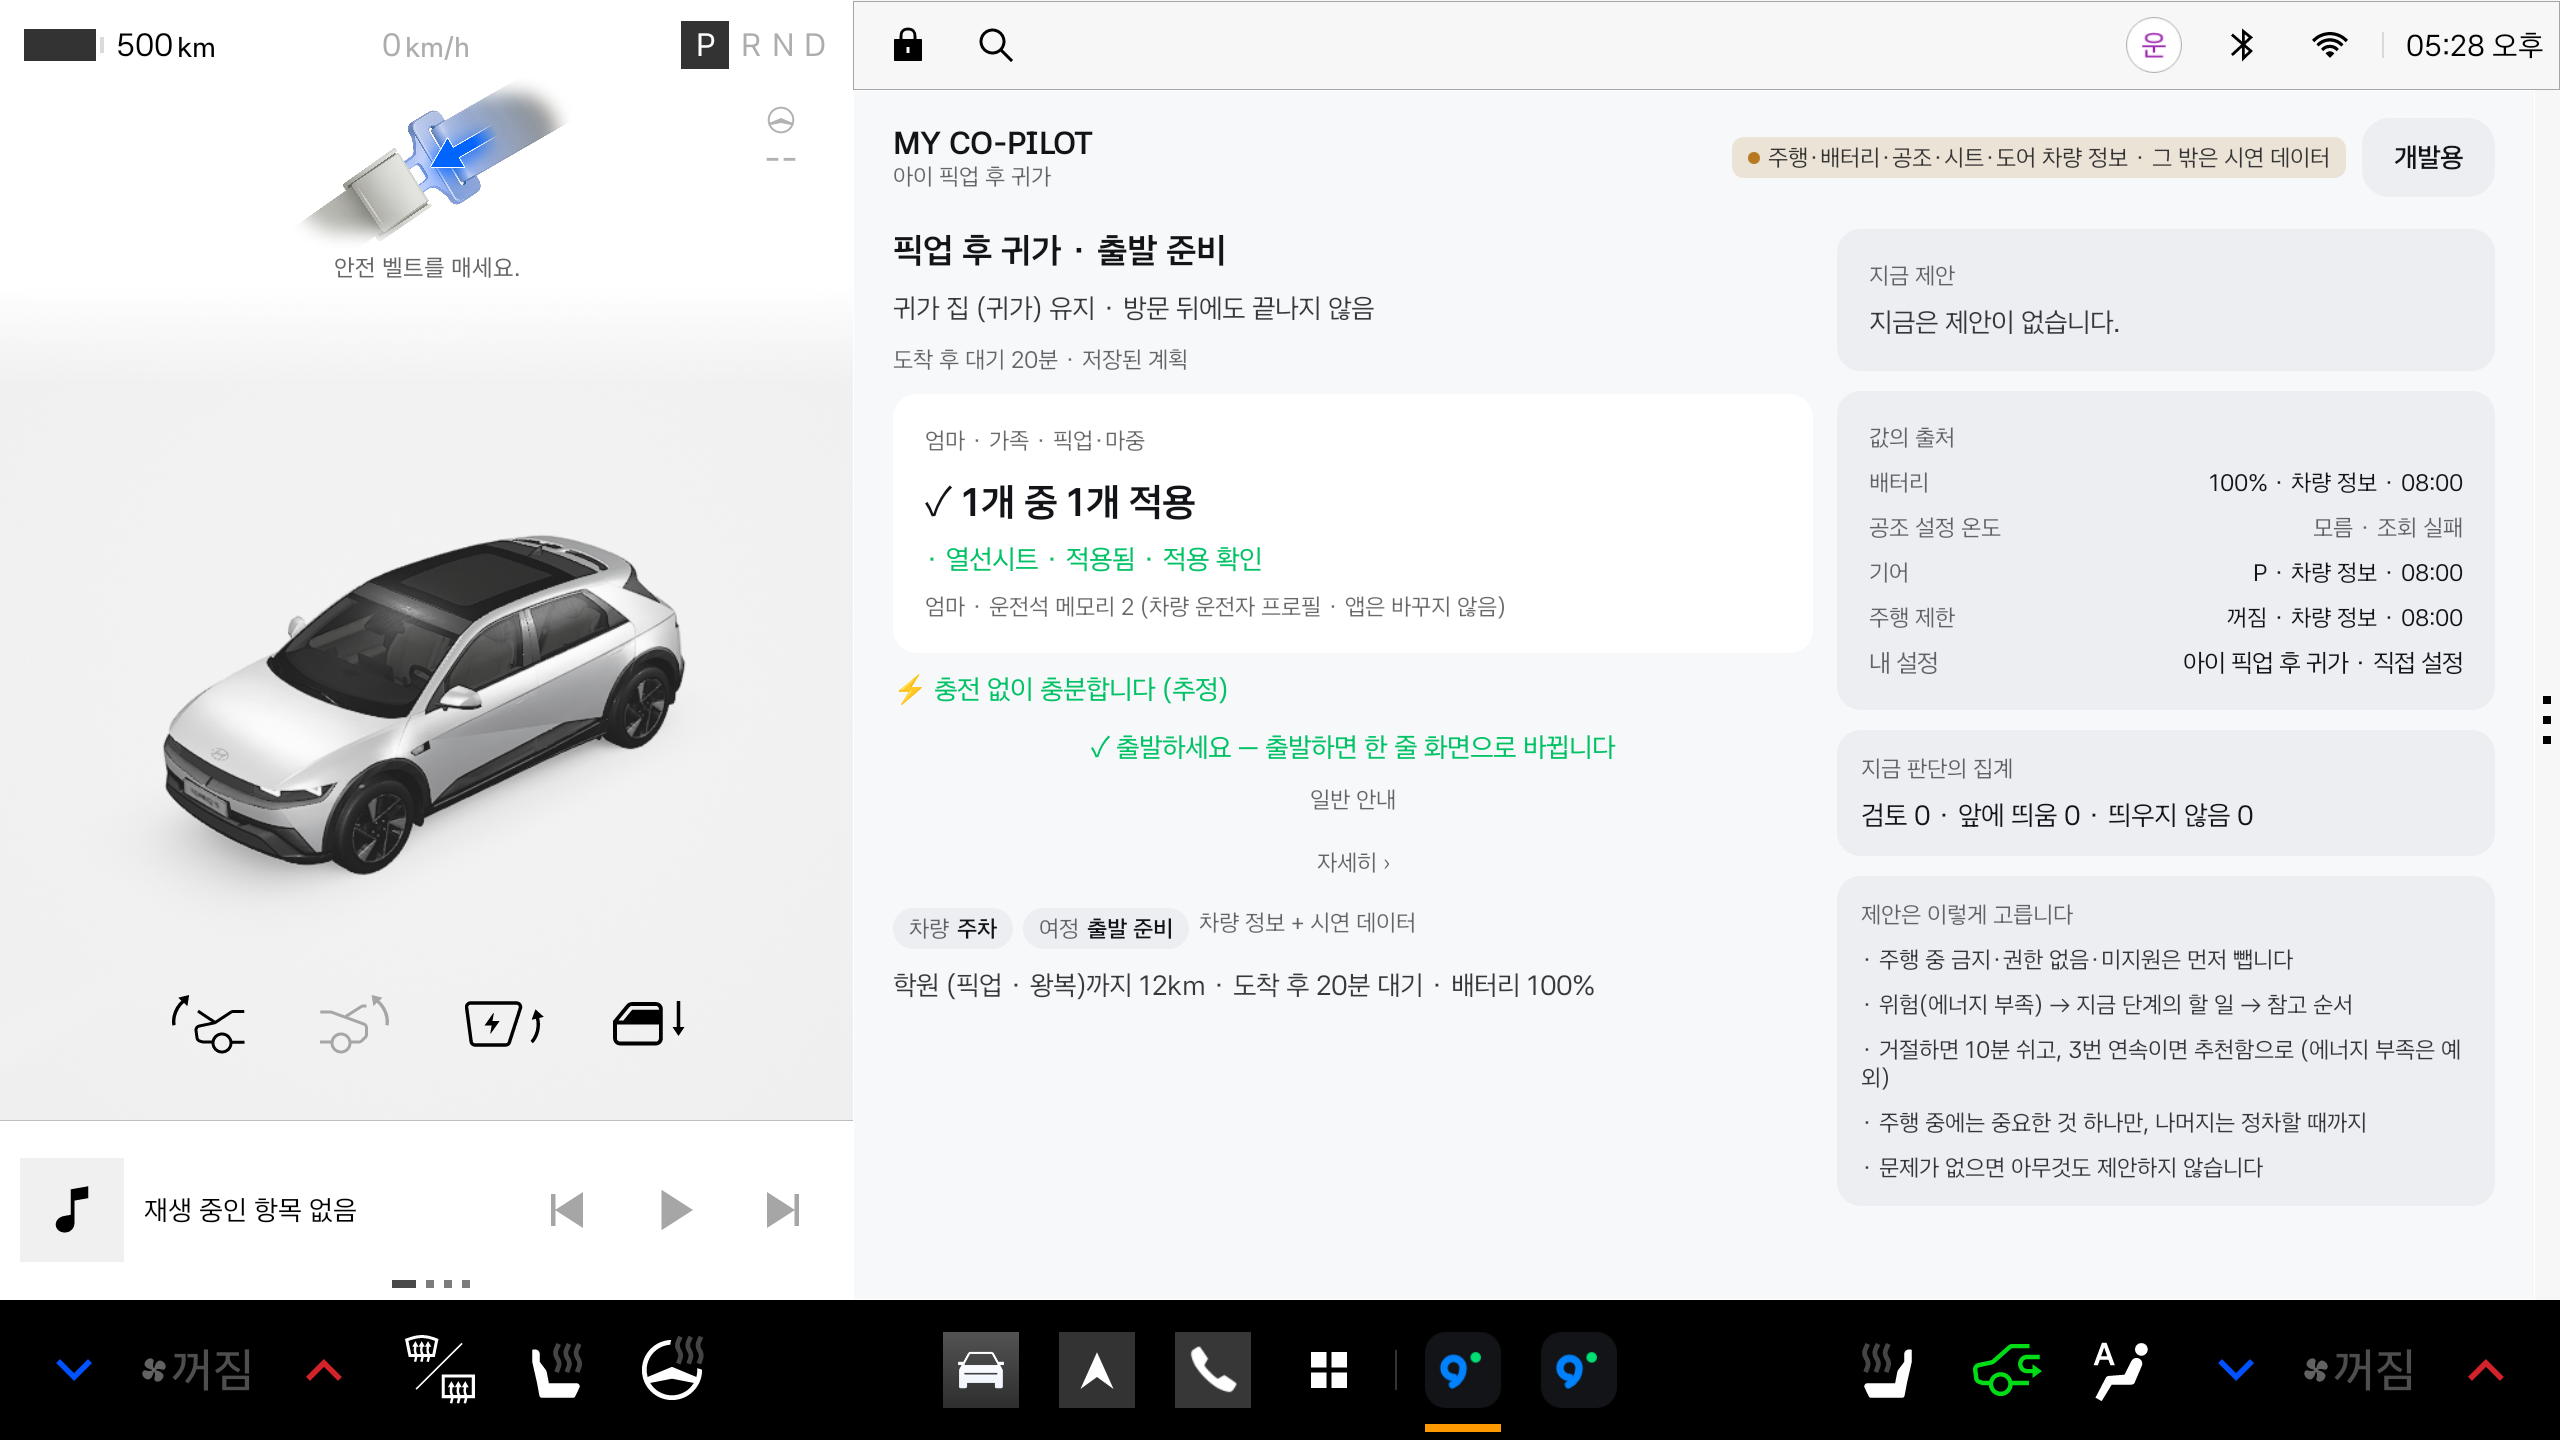 500 km
0 km/h
P R N D
안전 벨트를 매세요.
재생 중인 항목 없음
운
05:28 오후
MY CO-PILOT
아이 픽업 후 귀가
주행·배터리·공조·시트·도어 차량 정보 · 그 밖은 시연 데이터
개발용
픽업 후 귀가 · 출발 준비
귀가 집 (귀가) 유지 · 방문 뒤에도 끝나지 않음
도착 후 대기 20분 · 저장된 계획
엄마 · 가족 · 픽업·마중
✓ 1개 중 1개 적용
· 열선시트 · 적용됨 · 적용 확인
엄마 · 운전석 메모리 2 (차량 운전자 프로필 · 앱은 바꾸지 않음)
⚡ 충전 없이 충분합니다 (추정)
✓ 출발하세요 — 출발하면 한 줄 화면으로 바뀝니다
일반 안내
자세히 ›
차량 주차
여정 출발 준비
차량 정보 + 시연 데이터
학원 (픽업 · 왕복)까지 12km · 도착 후 20분 대기 · 배터리 100%
지금 제안
지금은 제안이 없습니다.
값의 출처
배터리 100% · 차량 정보 · 08:00
공조 설정 온도 모름 · 조회 실패
기어 P · 차량 정보 · 08:00
주행 제한 꺼짐 · 차량 정보 · 08:00
내 설정 아이 픽업 후 귀가 · 직접 설정
지금 판단의 집계
검토 0 · 앞에 띄움 0 · 띄우지 않음 0
제안은 이렇게 고릅니다
· 주행 중 금지·권한 없음·미지원은 먼저 뺍니다
· 위험(에너지 부족) → 지금 단계의 할 일 → 참고 순서
· 거절하면 10분 쉬고, 3번 연속이면 추천함으로 (에너지 부족은 예
외)
· 주행 중에는 중요한 것 하나만, 나머지는 정차할 때까지
· 문제가 없으면 아무것도 제안하지 않습니다
꺼짐
A
꺼짐